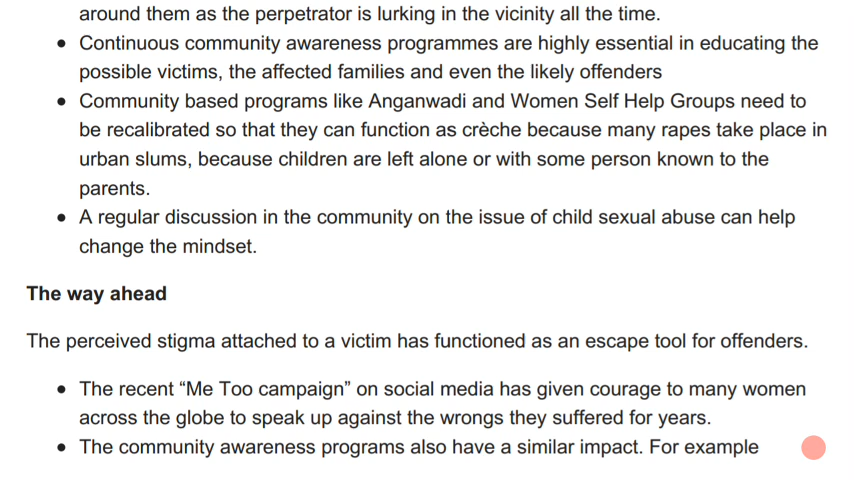 around them as the perpetrator is lurking in the vicinity all the time.
● Continuous community awareness programmes are highly essential in educating the
possible victims, the affected families and even the likely offenders
● Community based programs like Anganwadi and Women Self Help Groups need to
be recalibrated so that they can function as crèche because many rapes take place in
urban slums, because children are left alone or with some person known to the
parents.
● A regular discussion in the community on the issue of child sexual abuse can help
change the mindset.
The way ahead
The perceived stigma attached to a victim has functioned as an escape tool for offenders.
● The recent “Me Too campaign” on social media has given courage to many women
across the globe to speak up against the wrongs they suffered for years.
● The community awareness programs also have a similar impact. For example